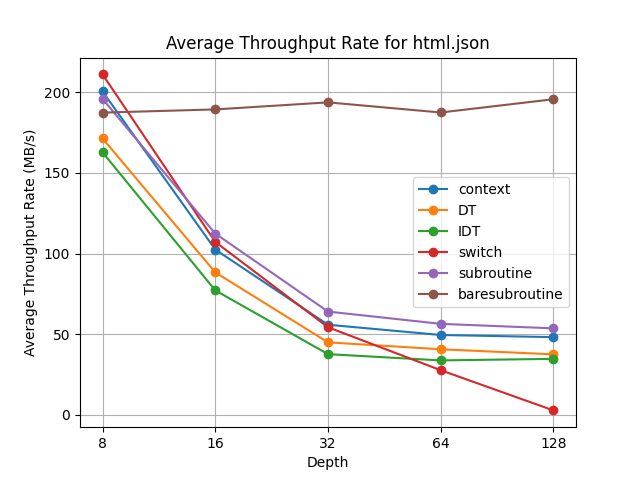 Average Throughput Rate for html.json
Average Throughput Rate (MB/s)
200
150
100
50
0
context
DT
IDT
switch
subroutine
baresubroutine
8 16 32 64 128
Depth